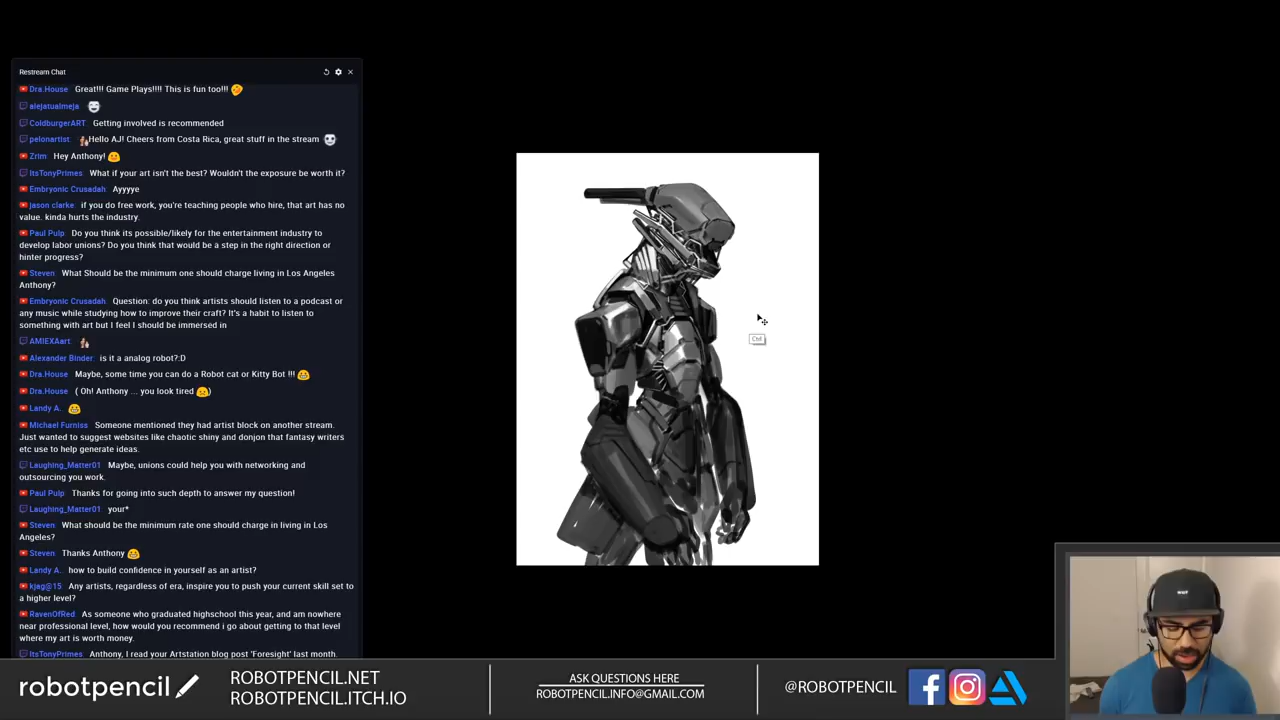 Restream Chat
Dra.House Great!!! Game Plays!!!! This is fun too!!!
alejatualmeja
ColdburgerART Getting involved is recommended
pelonartist Hello AJ! Cheers from Costa Rica, great stuff in the stream
Zrim Hey Anthony!
ItsTonyPrimes What if your art isn't the best? Wouldn't the exposure be worth it?
Embryonic Crusadah Ayyyye
jason clarke if you do free work, you're teaching people who hire, that art has no
value. kinda hurts the industry.
Paul Pulp Do you think its possible/likely for the entertainment industry to
develop labor unions? Do you think that would be a step in the right direction or
hinter progress?
Steven What Should be the minimum one should charge living in Los Angeles
Anthony?
Embryonic Crusadah Question: do you think artists should listen to a podcast or
any music while studying how to improve their craft? It's a habit to listen to
something with art but I feel I should be immersed in
AMIEXAart
Alexander Binder is it a analog robot?:D
Dra.House Maybe, some time you can do a Robot cat or Kitty Bot !!!
Dra.House ( Oh! Anthony ... you look tired )
Landy A.
Michael Furniss Someone mentioned they had artist block on another stream.
Just wanted to suggest websites like chaotic shiny and donjon that fantasy writers
etc use to help generate ideas.
Laughing_Matter01 Maybe, unions could help you with networking and
outsourcing you work.
Paul Pulp Thanks for going into such depth to answer my question!
Laughing_Matter01 your*
Steven What should be the minimum rate one should charge in living in Los
Angeles?
Steven Thanks Anthony
Landy A. how to build confidence in yourself as an artist?
kjag@15 Any artists, regardless of era, inspire you to push your current skill set to
a higher level?
RavenOfRed As someone who graduated highschool this year, and am nowhere
near professional level, how would you recommend i go about getting to that level
where my art is worth money.
ItsTonyPrimes Anthony, I read your Artstation blog post 'Foresight' last month.
Ctrl
robotpencil
ROBOTPENCIL.NET
ROBOTPENCIL.ITCH.IO
ASK QUESTIONS HERE
ROBOTPENCIL.INFO@GMAIL.COM
@ROBOTPENCIL